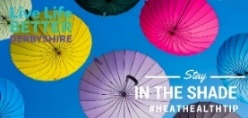 Live Life
BETTER
DERBYSHIRE
Stay
IN THE SHADE
#HEATHEALTHTIP